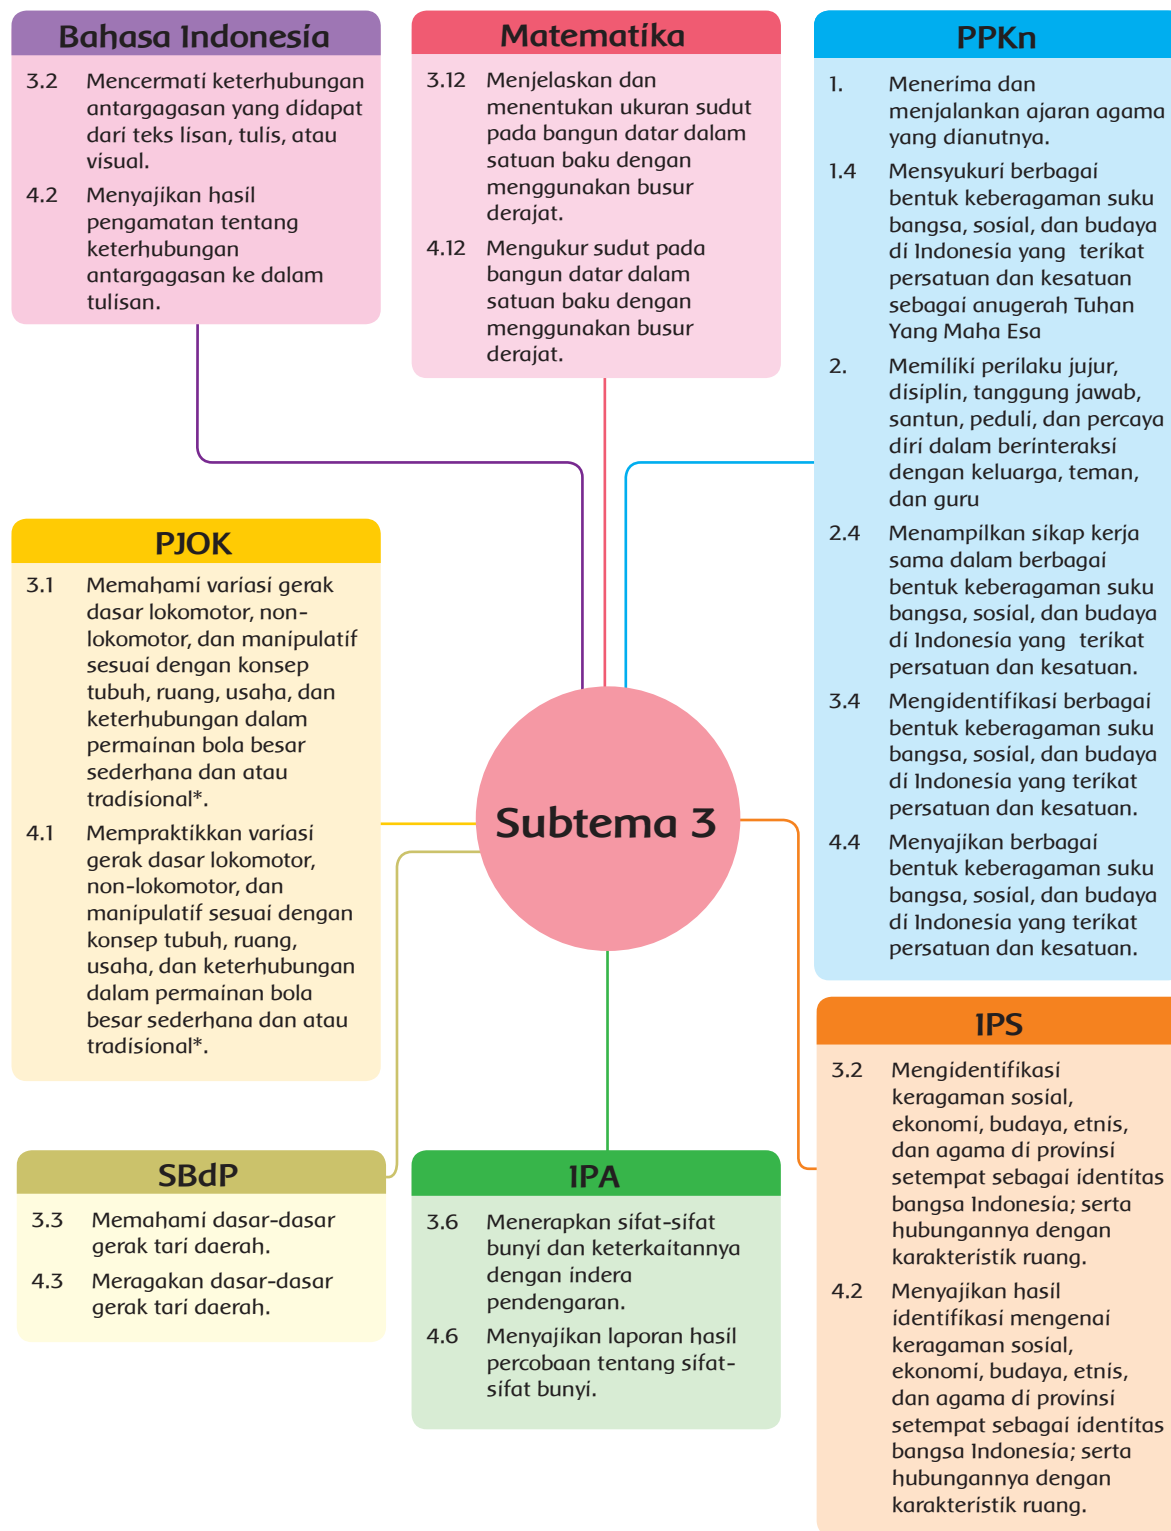 Bahasa Indonesia
3.2 Mencermati keterhubungan
antargagasan yang didapat
dari teks lisan, tulis, atau
visual.
4.2 Menyajikan hasil
pengamatan tentang
keterhubungan
antargagasan ke dalam
tulisan.
Matematika
3.12 Menjelaskan dan
menentukan ukuran sudut
pada bangun datar dalam
satuan baku dengan
menggunakan busur
derajat.
4.12 Mengukur sudut pada
bangun datar dalam
satuan baku dengan
menggunakan busur
derajat.
PPKn
1. Menerima dan
menjalankan ajaran agama
yang dianutnya.
1.4 Mensyukuri berbagai
bentuk keberagaman suku
bangsa, sosial, dan budaya
di Indonesia yang terikat
persatuan dan kesatuan
sebagai anugerah Tuhan
Yang Maha Esa
2. Memiliki perilaku jujur,
disiplin, tanggung jawab,
santun, peduli, dan percaya
diri dalam berinteraksi
dengan keluarga, teman,
dan guru
2.4 Menampilkan sikap kerja
sama dalam berbagai
bentuk keberagaman suku
bangsa, sosial, dan budaya
di Indonesia yang terikat
persatuan dan kesatuan.
3.4 Mengidentifikasi berbagai
bentuk keberagaman suku
bangsa, sosial, dan budaya
di Indonesia yang terikat
persatuan dan kesatuan.
4.4 Menyajikan berbagai
bentuk keberagaman suku
bangsa, sosial, dan budaya
di Indonesia yang terikat
persatuan dan kesatuan.
PJOK
3.1 Memahami variasi gerak
dasar lokomotor, non-
lokomotor, dan manipulatif
sesuai dengan konsep
tubuh, ruang, usaha, dan
keterhubungan dalam
permainan bola besar
sederhana dan atau
tradisional*.
4.1 Mempraktikkan variasi
gerak dasar lokomotor,
non-lokomotor, dan
manipulatif sesuai dengan
konsep tubuh, ruang,
usaha, dan keterhubungan
dalam permainan bola
besar sederhana dan atau
tradisional*.
Subtema 3
SBdP
3.3 Memahami dasar-dasar
gerak tari daerah.
4.3 Meragakan dasar-dasar
gerak tari daerah.
IPA
3.6 Menerapkan sifat-sifat
bunyi dan keterkaitannya
dengan indera
pendengaran.
4.6 Menyajikan laporan hasil
percobaan tentang sifat-
sifat bunyi.
IPS
3.2 Mengidentifikasi
keragaman sosial,
ekonomi, budaya, etnis,
dan agama di provinsi
setempat sebagai identitas
bangsa Indonesia; serta
hubungannya dengan
karakteristik ruang.
4.2 Menyajikan hasil
identifikasi mengenai
keragaman sosial,
ekonomi, budaya, etnis,
dan agama di provinsi
setempat sebagai identitas
bangsa Indonesia; serta
hubungannya dengan
karakteristik ruang.